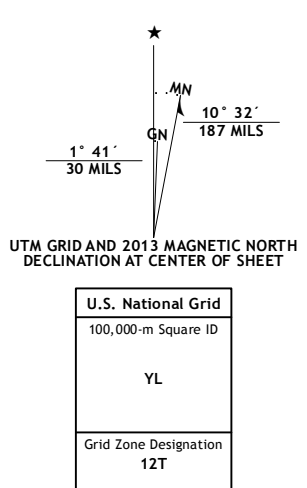 MN
GN
10° 32´
187 MILS
1° 41´
30 MILS
UTM GRID AND 2013 MAGNETIC NORTH
DECLINATION AT CENTER OF SHEET
U.S. National Grid
100,000-m Square ID
YL
Grid Zone Designation
12T